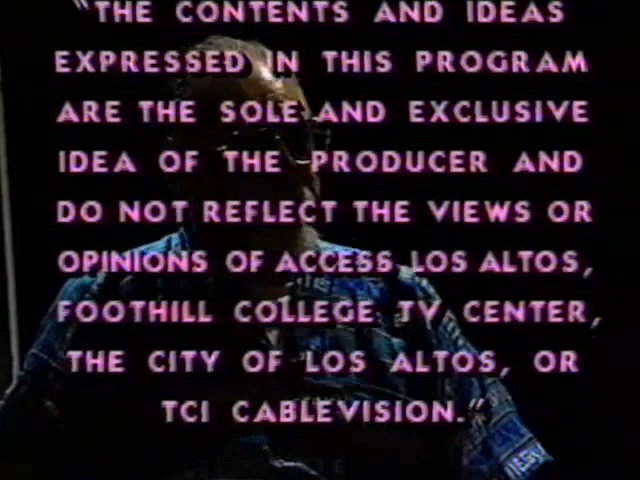 "THE CONTENTS AND IDEAS
EXPRESSED IN THIS PROGRAM
ARE THE SOLE AND EXCLUSIVE
IDEA OF THE PRODUCER AND
DO NOT REFLECT THE VIEWS OR
OPINIONS OF ACCESS LOS ALTOS,
FOOTHILL COLLEGE TV CENTER,
THE CITY OF LOS ALTOS, OR
TCI CABLEVISION."